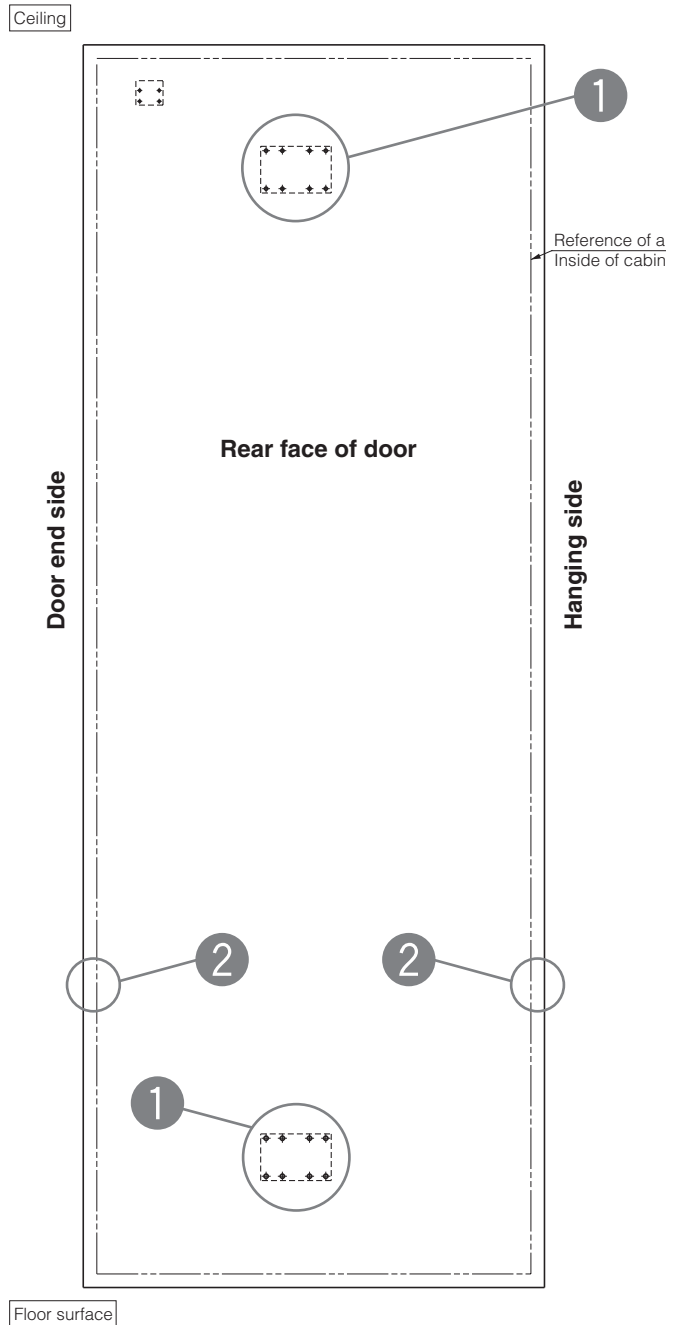 Ceiling
1
Reference of a
Inside of cabin
Rear face of door
Door end side
Hanging side
2
2
1
Floor surface